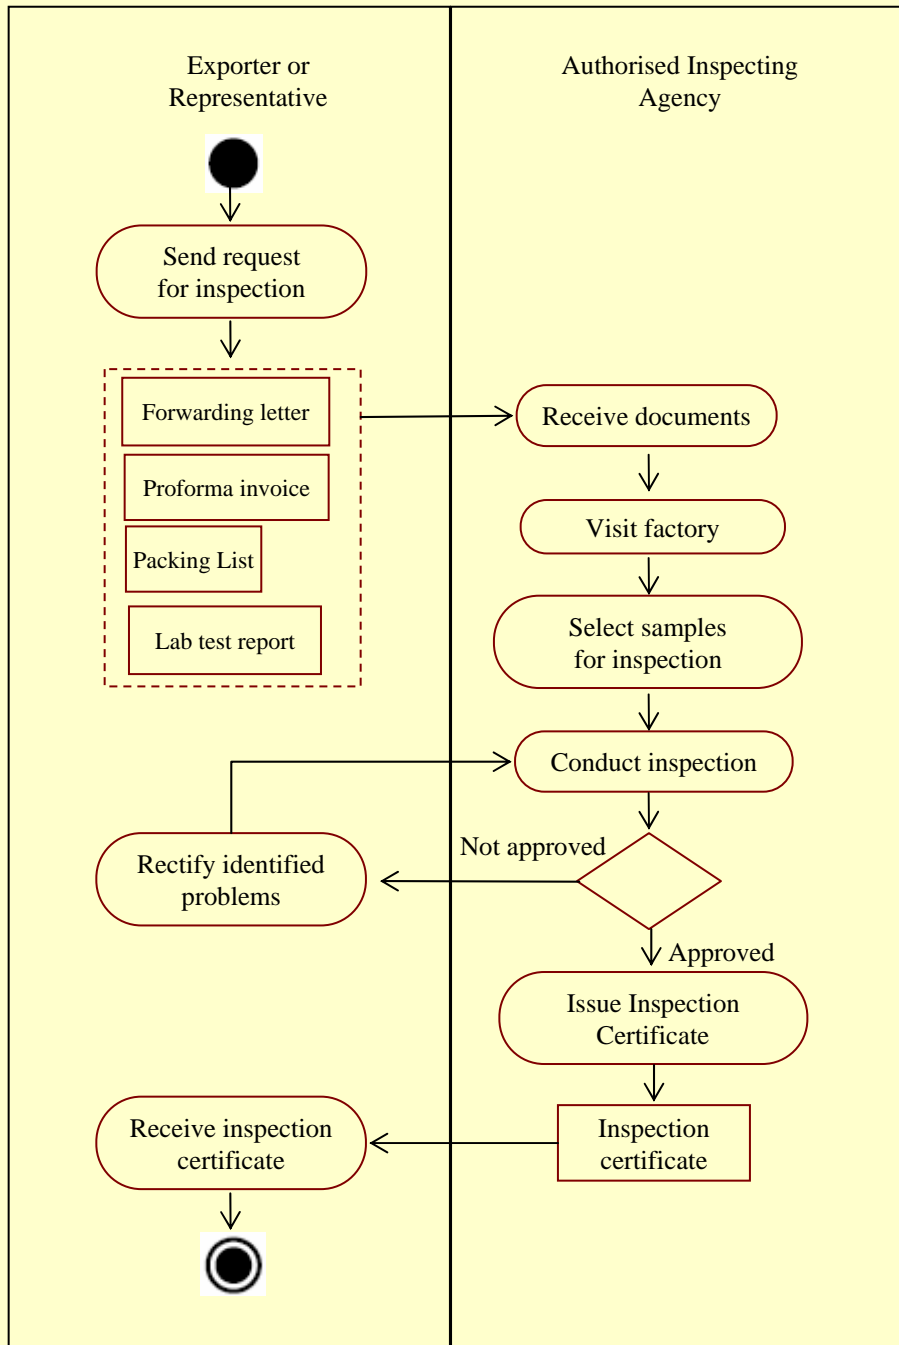 Exporter or
Representative
Authorised Inspecting
Agency
Send request
for inspection
Forwarding letter
Proforma invoice
Packing List
Lab test report
Receive documents
Visit factory
Select samples
for inspection
Conduct inspection
Not approved
Rectify identified
problems
Approved
Issue Inspection
Certificate
Inspection
certificate
Receive inspection
certificate